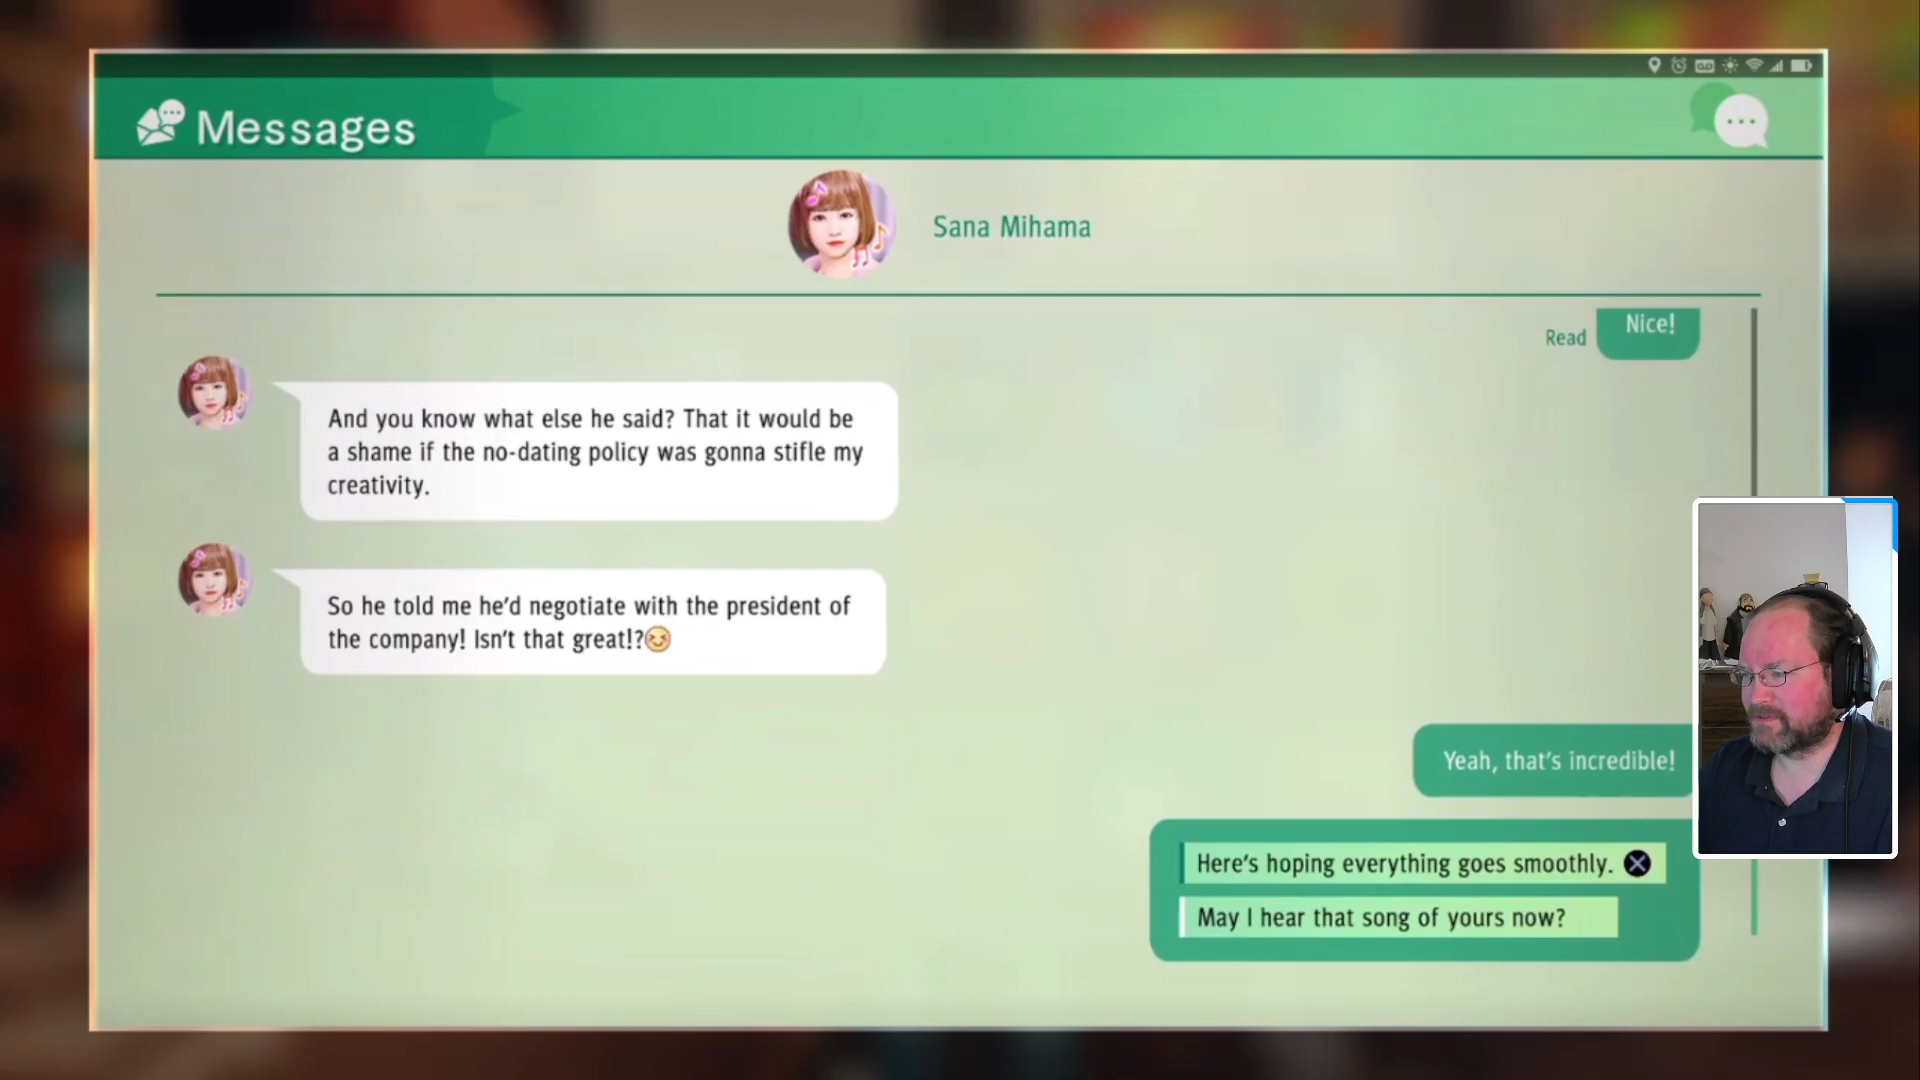 Messages
Sana Mihama
Nice!
Read
And you know what else he said? That it would be
a shame if the no-dating policy was gonna stifle my
creativity.
So he told me he'd negotiate with the president of
the company! Isn't that great!?😆
Yeah, that's incredible!
Here's hoping everything goes smoothly.
May I hear that song of yours now?